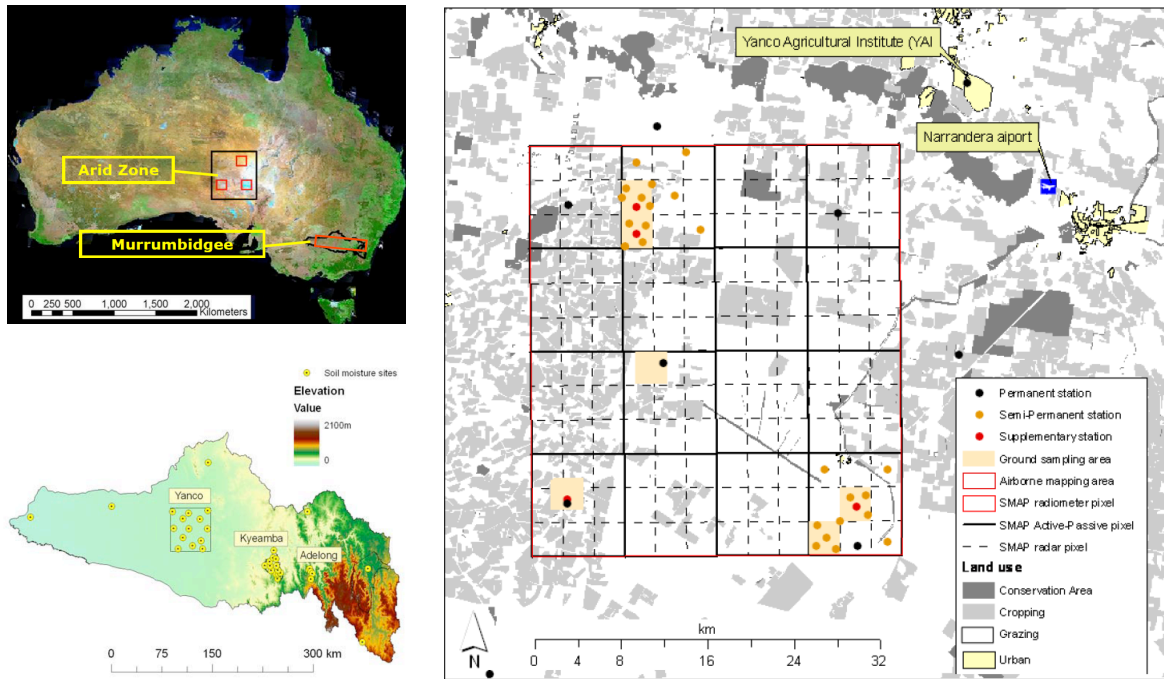 Arid Zone
Murrumbidgee
0 250 500 1,000 1,500 2,000
Kilometers
Soil moisture sites
Elevation
Value
2100m
0
Yanco
Kyeamba
Adelong
0 75 150 300 km
Yanco Agricultural Institute (YAI
Narrandera aiport
Permanent station
Semi-Permanent station
Supplementary station
Ground sampling area
Airborne mapping area
SMAP radiometer pixel
SMAP Active-Passive pixel
SMAP radar pixel
Land use
Conservation Area
Cropping
Grazing
Urban
km
0 4 8 16 24 32
N